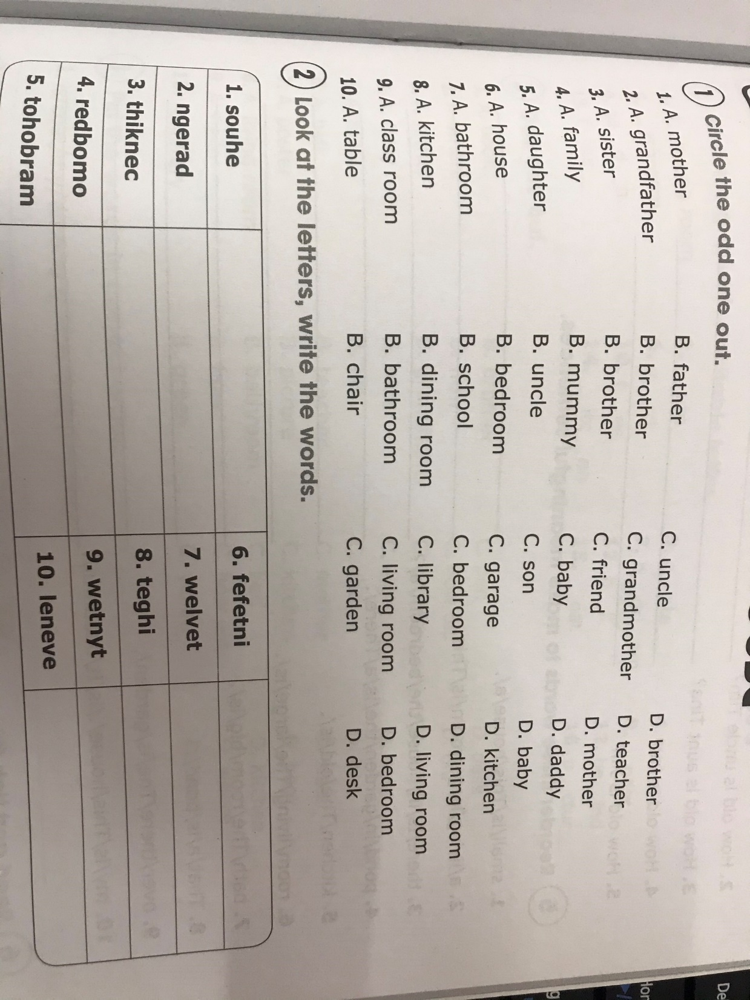 1 Circle the odd one out.
1. A. mother B. father C. uncle D. brother
2. A. grandfather B. brother C. grandmother D. teacher
3. A. sister B. brother C. friend D. mother
4. A. family B. mummy C. baby D. daddy
5. A. daughter B. uncle C. son D. baby
6. A. house B. bedroom C. garage D. kitchen
7. A. bathroom B. school C. bedroom D. dining room
8. A. kitchen B. dining room C. library D. living room
9. A. class room B. bathroom C. living room D. bedroom
10. A. table B. chair C. garden D. desk
2 Look at the letters, write the words.
1. souhe 6. fefetni
2. ngerad 7. welvet
3. thiknec 8. teghi
4. redbomo 9. wetnyt
5. tohobram 10. leneve